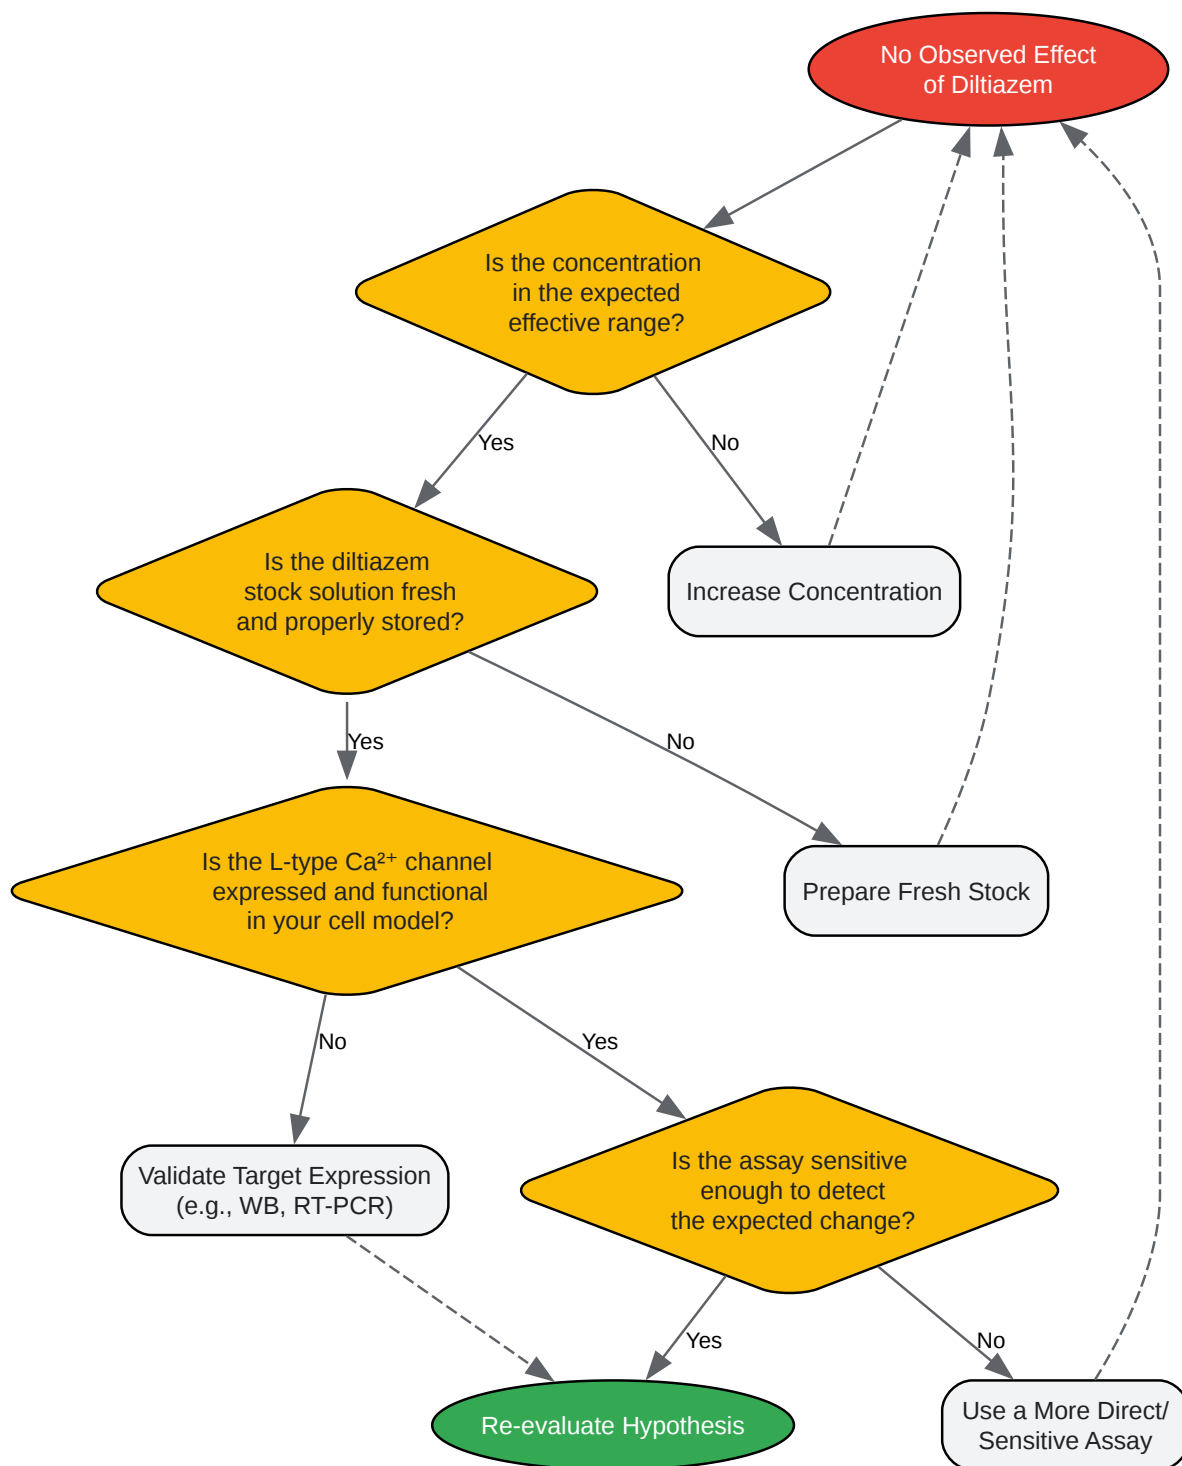 No Observed Effect
of Diltiazem
Is the concentration
in the expected
effective range?
Yes
No
Is the diltiazem
stock solution fresh
and properly stored?
Increase Concentration
Yes
No
Is the L-type Ca²⁺ channel
expressed and functional
in your cell model?
Prepare Fresh Stock
No
Yes
Validate Target Expression
(e.g., WB, RT-PCR)
Is the assay sensitive
enough to detect
the expected change?
Yes
No
Re-evaluate Hypothesis
Use a More Direct/
Sensitive Assay